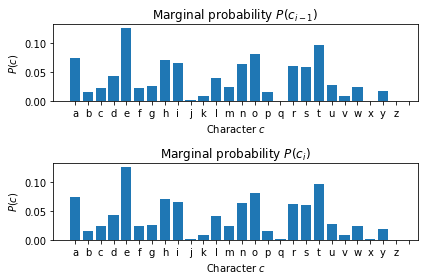 Marginal probability P(c_{i−1})
P(c)
0.10
0.05
0.00
a b c d e f g h i j k l m n o p q r s t u v w x y z
Character c
Marginal probability P(c_i)
P(c)
0.10
0.05
0.00
a b c d e f g h i j k l m n o p q r s t u v w x y z
Character c